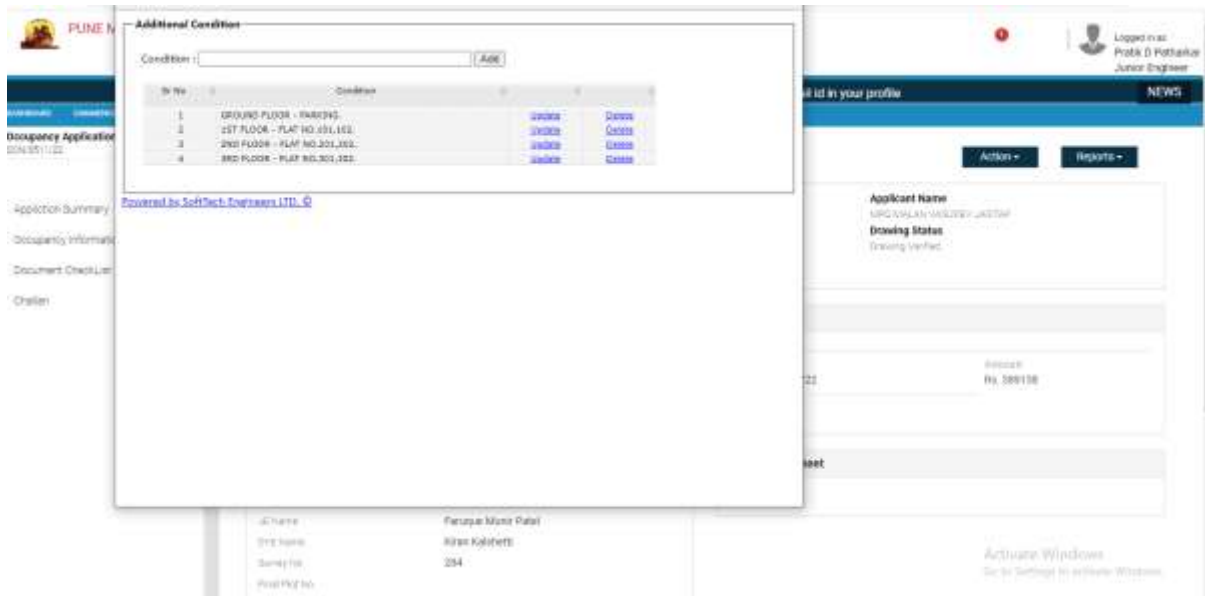 PUNE M
Additional Condition
Condition :
Add
Sr No
Condition
1 GROUND FLOOR - PARKING. Update Delete
2 1ST FLOOR - FLAT NO.101,102. Update Delete
3 2ND FLOOR - FLAT NO.201,202. Update Delete
4 3RD FLOOR - FLAT NO.301,302. Update Delete
Powered by SoftTech Engineers LTD. ©
Logged in as
Pratik D Patharkar
Junior Engineer
il id in your profile
NEWS
DASHBOARD
Occupancy Application
Action
Reports
Appliction Summary
Occupancy Informatio
Document CheckList
Challan
Applicant Name
Drawing Status
Drawing Verified
Amount
22
Rs. 389138
heet
JE Name Faruque Munir Patel
Kiran Kalshetti
Survey No. 284
Final Plot No.
Activate Windows
Go to Settings to activate Windows.